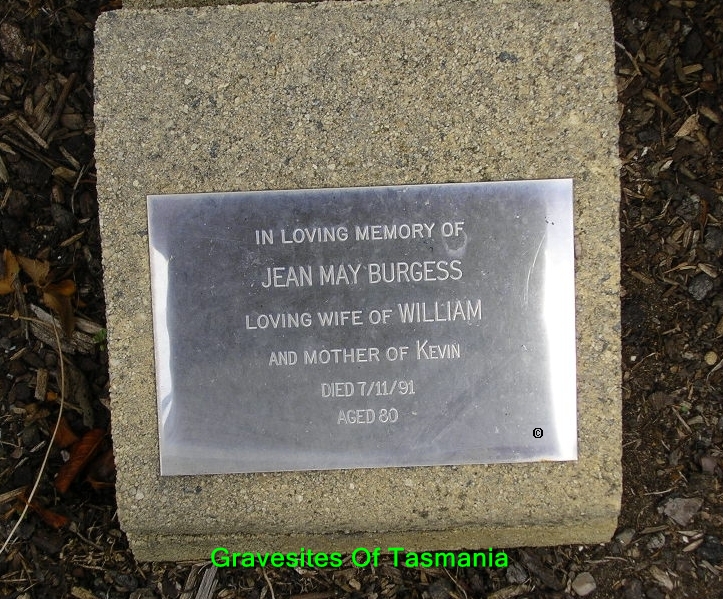 IN LOVING MEMORY OF
JEAN MAY BURGESS
LOVING WIFE OF WILLIAM
AND MOTHER OF KEVIN
DIED 7/11/91
AGED 80
©
Gravesites Of Tasmania